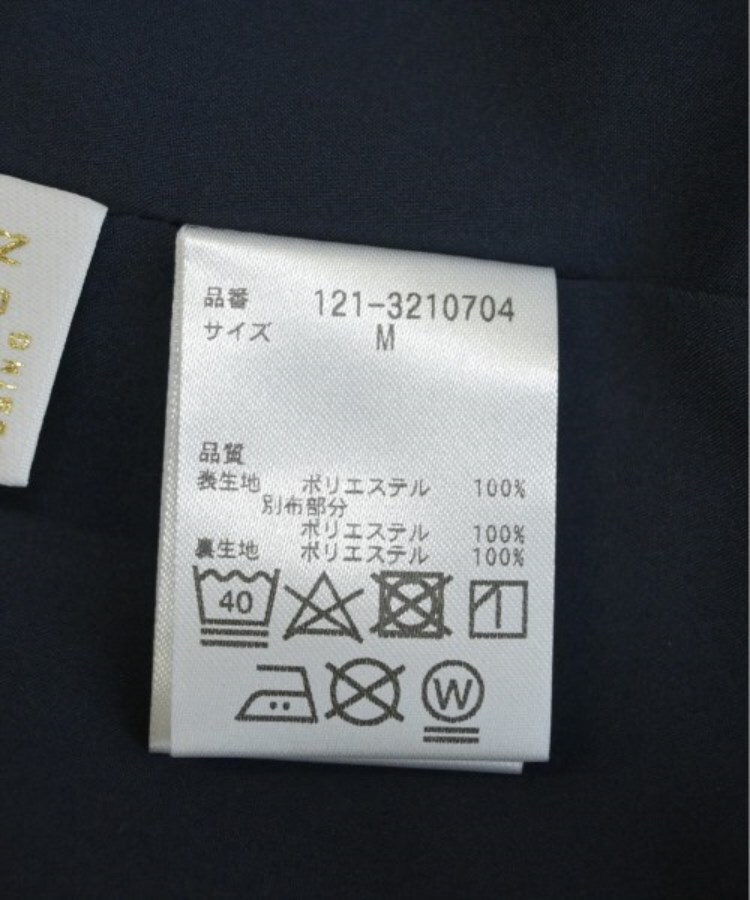 品番 121-3210704
サイズ M
品質
表生地 ポリエステル 100%
別布部分
ポリエステル 100%
裏生地 ポリエステル 100%
40
W